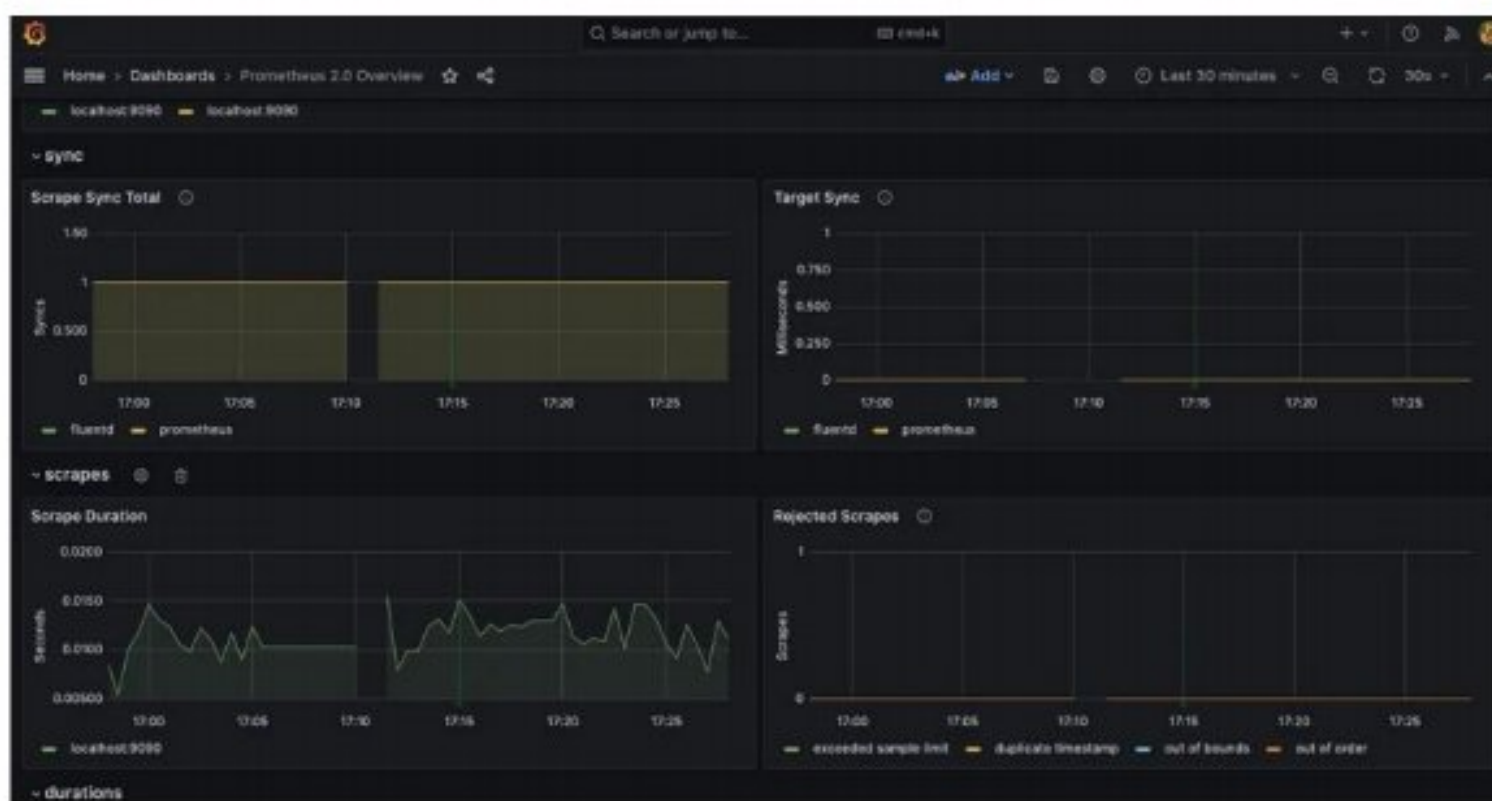 Search or jump to... cmd+k
Home > Dashboards > Prometheus 2.0 Overview Add Last 30 minutes 30s
localhost:9090 localhost:9090
sync
Scrape Sync Total
Target Sync
1.50
1
0.500
0
Syncs
17:00 17:05 17:10 17:15 17:20 17:25
fluentd prometheus
1
0.750
0.500
0.250
0
Milliseconds
17:00 17:05 17:10 17:15 17:20 17:25
fluentd prometheus
scrapes
Scrape Duration
Rejected Scrapes
0.0200
0.0150
0.0100
0.00500
Seconds
17:00 17:05 17:10 17:15 17:20 17:25
localhost:9090
1
0
Scrapes
17:00 17:05 17:10 17:15 17:20 17:25
exceeded sample limit duplicate timestamp out of bounds out of order
durations